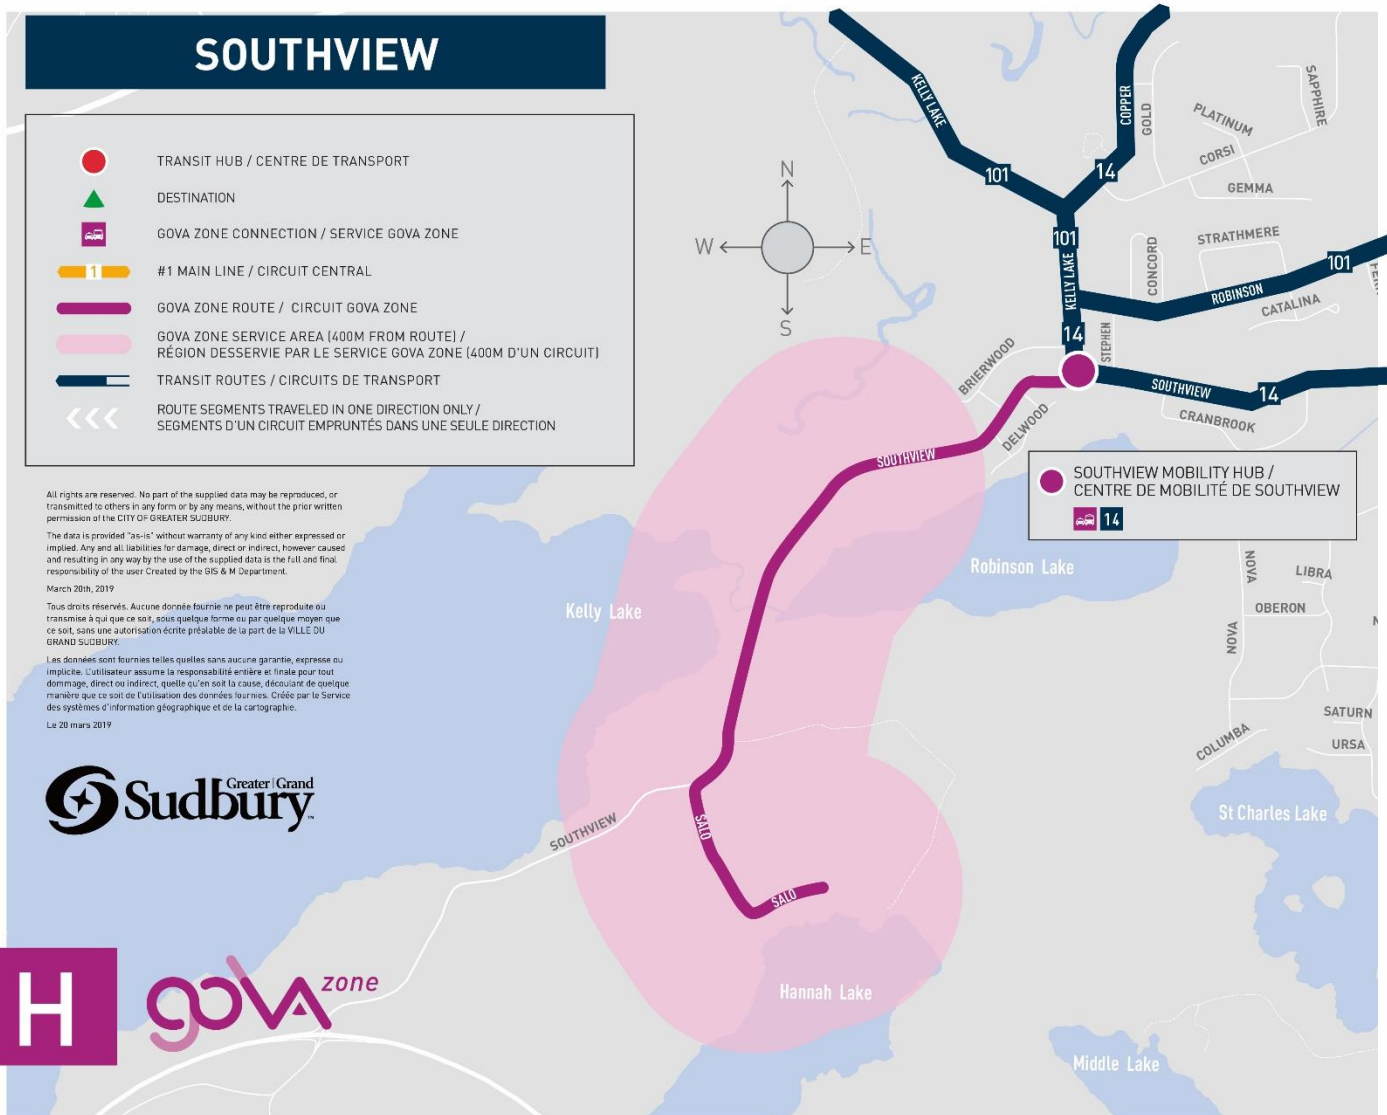 SOUTHVIEW
TRANSIT HUB / CENTRE DE TRANSPORT
DESTINATION
GOVA ZONE CONNECTION / SERVICE GOVA ZONE
1
#1 MAIN LINE / CIRCUIT CENTRAL
GOVA ZONE ROUTE / CIRCUIT GOVA ZONE
GOVA ZONE SERVICE AREA (400M FROM ROUTE) /
RÉGION DESSERVIE PAR LE SERVICE GOVA ZONE (400M D'UN CIRCUIT)
TRANSIT ROUTES / CIRCUITS DE TRANSPORT
ROUTE SEGMENTS TRAVELED IN ONE DIRECTION ONLY /
SEGMENTS D'UN CIRCUIT EMPRUNTÉS DANS UNE SEULE DIRECTION
All rights are reserved. No part of the supplied data may be reproduced, or
transmitted to others in any form or by any means, without the prior written
permission of the CITY OF GREATER SUDBURY.
The data is provided "as-is" without warranty of any kind either expressed or
implied. Any and all liabilities for damage, direct or indirect, however caused
and resulting in any way by the use of the supplied data is the full and final
responsibility of the user Created by the GIS & M Department.
March 20th, 2019
Tous droits réservés. Aucune donnée fournie ne peut être reproduite ou
transmise à qui que ce soit, sous quelque forme ou par quelque moyen que
ce soit, sans une autorisation écrite préalable de la part de la VILLE DU
GRAND SUDBURY.
Les données sont fournies telles quelles sans aucune garantie, expresse ou
implicite. L'utilisateur assume la responsabilité entière et finale pour tout
dommage, direct ou indirect, quelle qu'en soit la cause, découlant de quelque
manière que ce soit de l'utilisation des données fournies. Créée par le Service
des systèmes d'information géographique et de la cartographie.
Le 20 mars 2019
Greater | Grand
Sudbury
H
gova zone
N
W
E
S
KELLY LAKE
101
COPPER
14
GOLD
PLATINUM
SAPPHIRE
CORSI
GEMMA
101
KELLY LAKE
14
CONCORD
STRATHMERE
ROBINSON
101
CATALINA
STEPHEN
BRIERWOOD
DELWOOD
SOUTHVIEW
14
CRANBROOK
SOUTHVIEW
SOUTHVIEW MOBILITY HUB /
CENTRE DE MOBILITÉ DE SOUTHVIEW
14
Robinson Lake
Kelly Lake
NOVA
LIBRA
OBERON
NOVA
SATURN
URSA
COLUMBA
St Charles Lake
SOUTHVIEW
SALO
SALO
Hannah Lake
Middle Lake